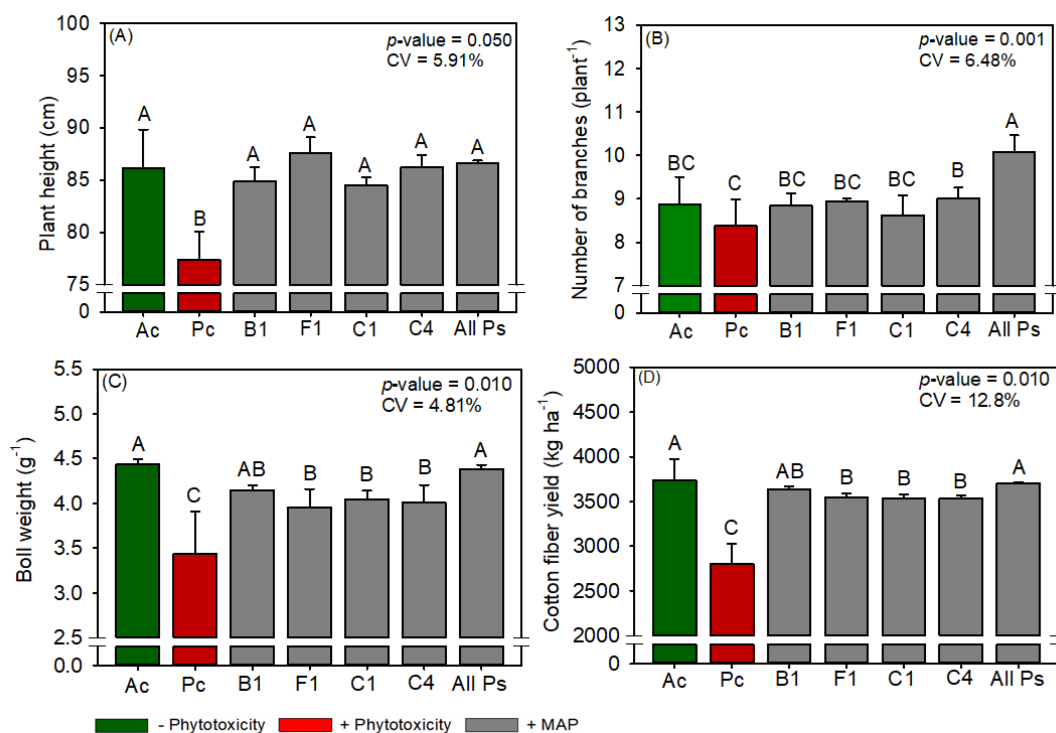 (A)
p-value = 0.050
CV = 5.91%
Plant height (cm)
100
95
90
85
80
75
0
A
B
A
A
A
A
A
Ac Pc B1 F1 C1 C4 All Ps
(B)
p-value = 0.001
CV = 6.48%
Number of branches (plant⁻¹)
13
12
11
10
9
8
7
0
BC
C
BC
BC
BC
B
A
Ac Pc B1 F1 C1 C4 All Ps
(C)
p-value = 0.010
CV = 4.81%
Boll weight (g⁻¹)
5.5
5.0
4.5
4.0
3.5
3.0
2.5
0.0
A
C
AB
B
B
B
A
Ac Pc B1 F1 C1 C4 All Ps
(D)
p-value = 0.010
CV = 12.8%
Cotton fiber yield (kg ha⁻¹)
5000
4500
4000
3500
3000
2500
2000
0
A
C
AB
B
B
B
A
Ac Pc B1 F1 C1 C4 All Ps
- Phytotoxicity + Phytotoxicity + MAP